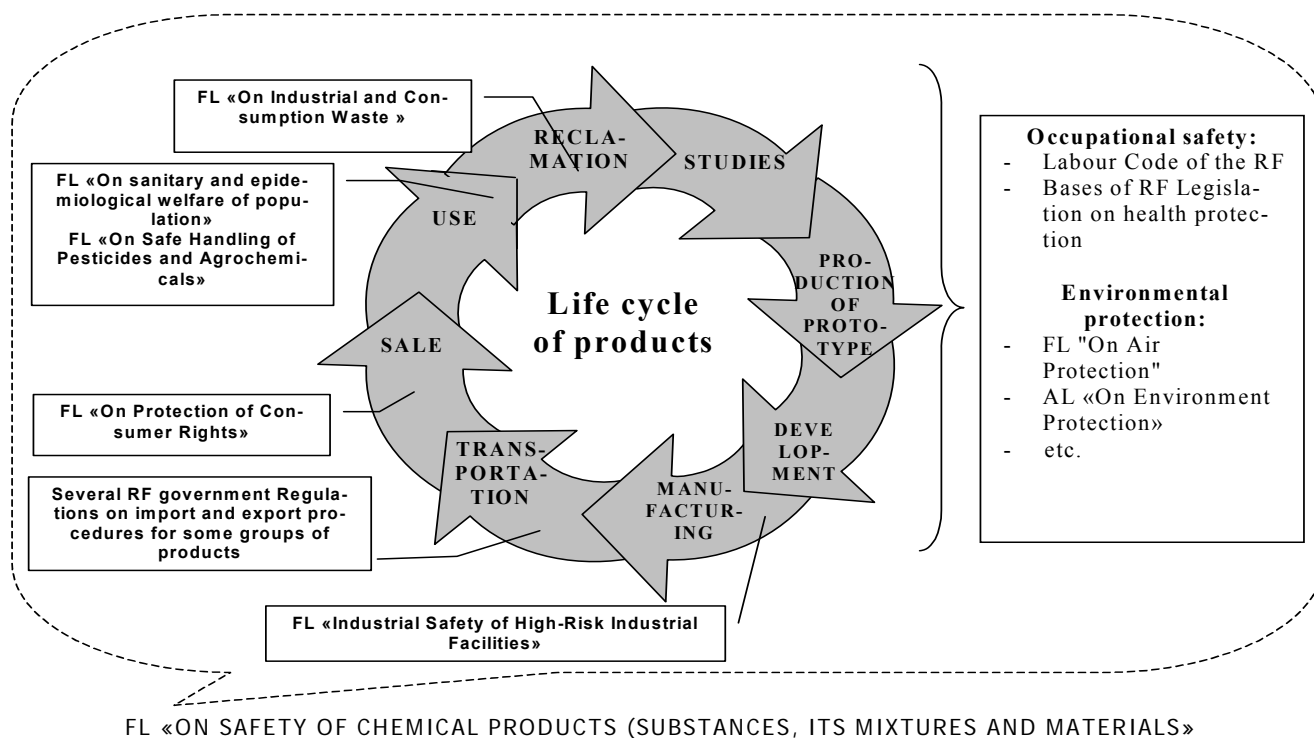 FL «On Industrial and Con-
sumption Waste »
FL «On sanitary and epide-
miological welfare of popu-
lation»
FL «On Safe Handling of
Pesticides and Agrochemi-
cals»
FL «On Protection of Con-
sumer Rights»
Several RF government Regula-
tions on import and export pro-
cedures for some groups of
products
FL «Industrial Safety of High-Risk Industrial
Facilities»
RECLA-
MATION
STUDIES
PRO-
DUCTION
OF
PROTO-
TYPE
DEVE
LOP-
MENT
MANU-
FACTUR-
ING
TRANS-
PORTA-
TION
SALE
USE
Life cycle
of products
Occupational safety:
- Labour Code of the RF
- Bases of RF Legisla-
tion on health protec-
tion
Environmental
protection:
- FL "On Air
Protection"
- AL «On Environment
Protection»
- etc.
FL «ON SAFETY OF CHEMICAL PRODUCTS (SUBSTANCES, ITS MIXTURES AND MATERIALS»